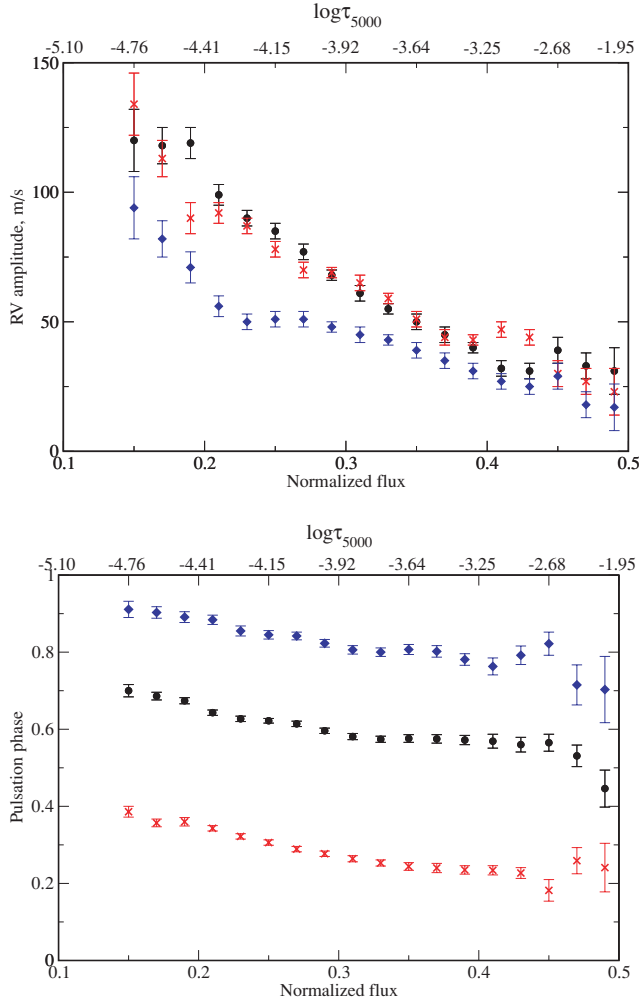 logτ5000
-5.10 -4.76 -4.41 -4.15 -3.92 -3.64 -3.25 -2.68 -1.95
150
100
50
0
RV amplitude, m/s
0.1 0.2 0.3 0.4 0.5
Normalized flux
logτ5000
-5.10 -4.76 -4.41 -4.15 -3.92 -3.64 -3.25 -2.68 -1.95
1
0.8
0.6
0.4
0.2
0
Pulsation phase
0.1 0.2 0.3 0.4 0.5
Normalized flux